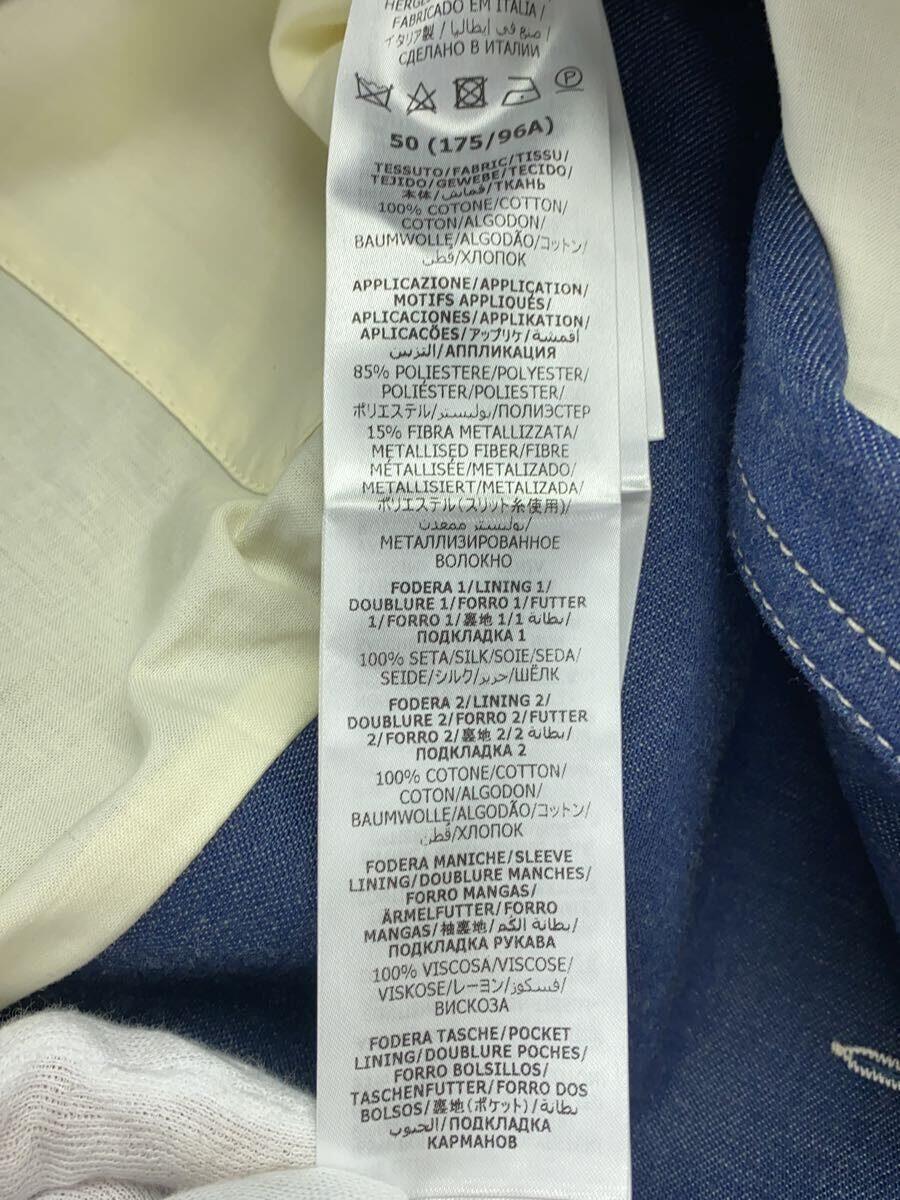 FABRICADO EM ITALIA/
イタリア製/صنع في إيطاليا/
СДЕЛАНО В ИТАЛИИ
P
50 (175/96A)
TESSUTO/FABRIC/TISSU/
TEJIDO/GEWEBE/TECIDO/
本体/قماش/ТКАНЬ
100% COTONE/COTTON/
COTON/ALGODON/
BAUMWOLLE/ALGODÃO/コットン/
قطن/ХЛОПОК
APPLICAZIONE/APPLICATION/
MOTIFS APPLIQUÉS/
APLICACIONES/APPLIKATION/
APLICACÕES/アップリケ/أقمشة
التزيين/АППЛИКАЦИЯ
85% POLIESTERE/POLYESTER/
POLIÉSTER/POLIESTER/
ポリエステル/بوليستر/ПОЛИЭСТЕР
15% FIBRA METALLIZZATA/
METALLISED FIBER/FIBRE
MÉTALLISÉE/METALIZADO/
METALLISIERT/METALIZADA/
ポリエステル(スリット糸使用)/
بوليستر ممعدن/
МЕТАЛЛИЗИРОВАННОЕ
ВОЛОКНО
FODERA 1/LINING 1/
DOUBLURE 1/FORRO 1/FUTTER
1/FORRO 1/裏地 1/1 بطانة/
ПОДКЛАДКА 1
100% SETA/SILK/SOIE/SEDA/
SEIDE/シルク/حرير/ШЁЛК
FODERA 2/LINING 2/
DOUBLURE 2/FORRO 2/FUTTER
2/FORRO 2/裏地 2/2 بطانة/
ПОДКЛАДКА 2
100% COTONE/COTTON/
COTON/ALGODON/
BAUMWOLLE/ALGODÃO/コットン/
قطن/ХЛОПОК
FODERA MANICHE/SLEEVE
LINING/DOUBLURE MANCHES/
FORRO MANGAS/
ÄRMELFUTTER/FORRO
MANGAS/袖裏地/بطانة الكم/
ПОДКЛАДКА РУКАВА
100% VISCOSA/VISCOSE/
VISKOSE/レーヨン/فسكوز/
ВИСКОЗА
FODERA TASCHE/POCKET
LINING/DOUBLURE POCHES/
FORRO BOLSILLOS/
TASCHENFUTTER/FORRO DOS
BOLSOS/裏地(ポケット)/بطانة
الجيوب/ПОДКЛАДКА
КАРМАНОВ